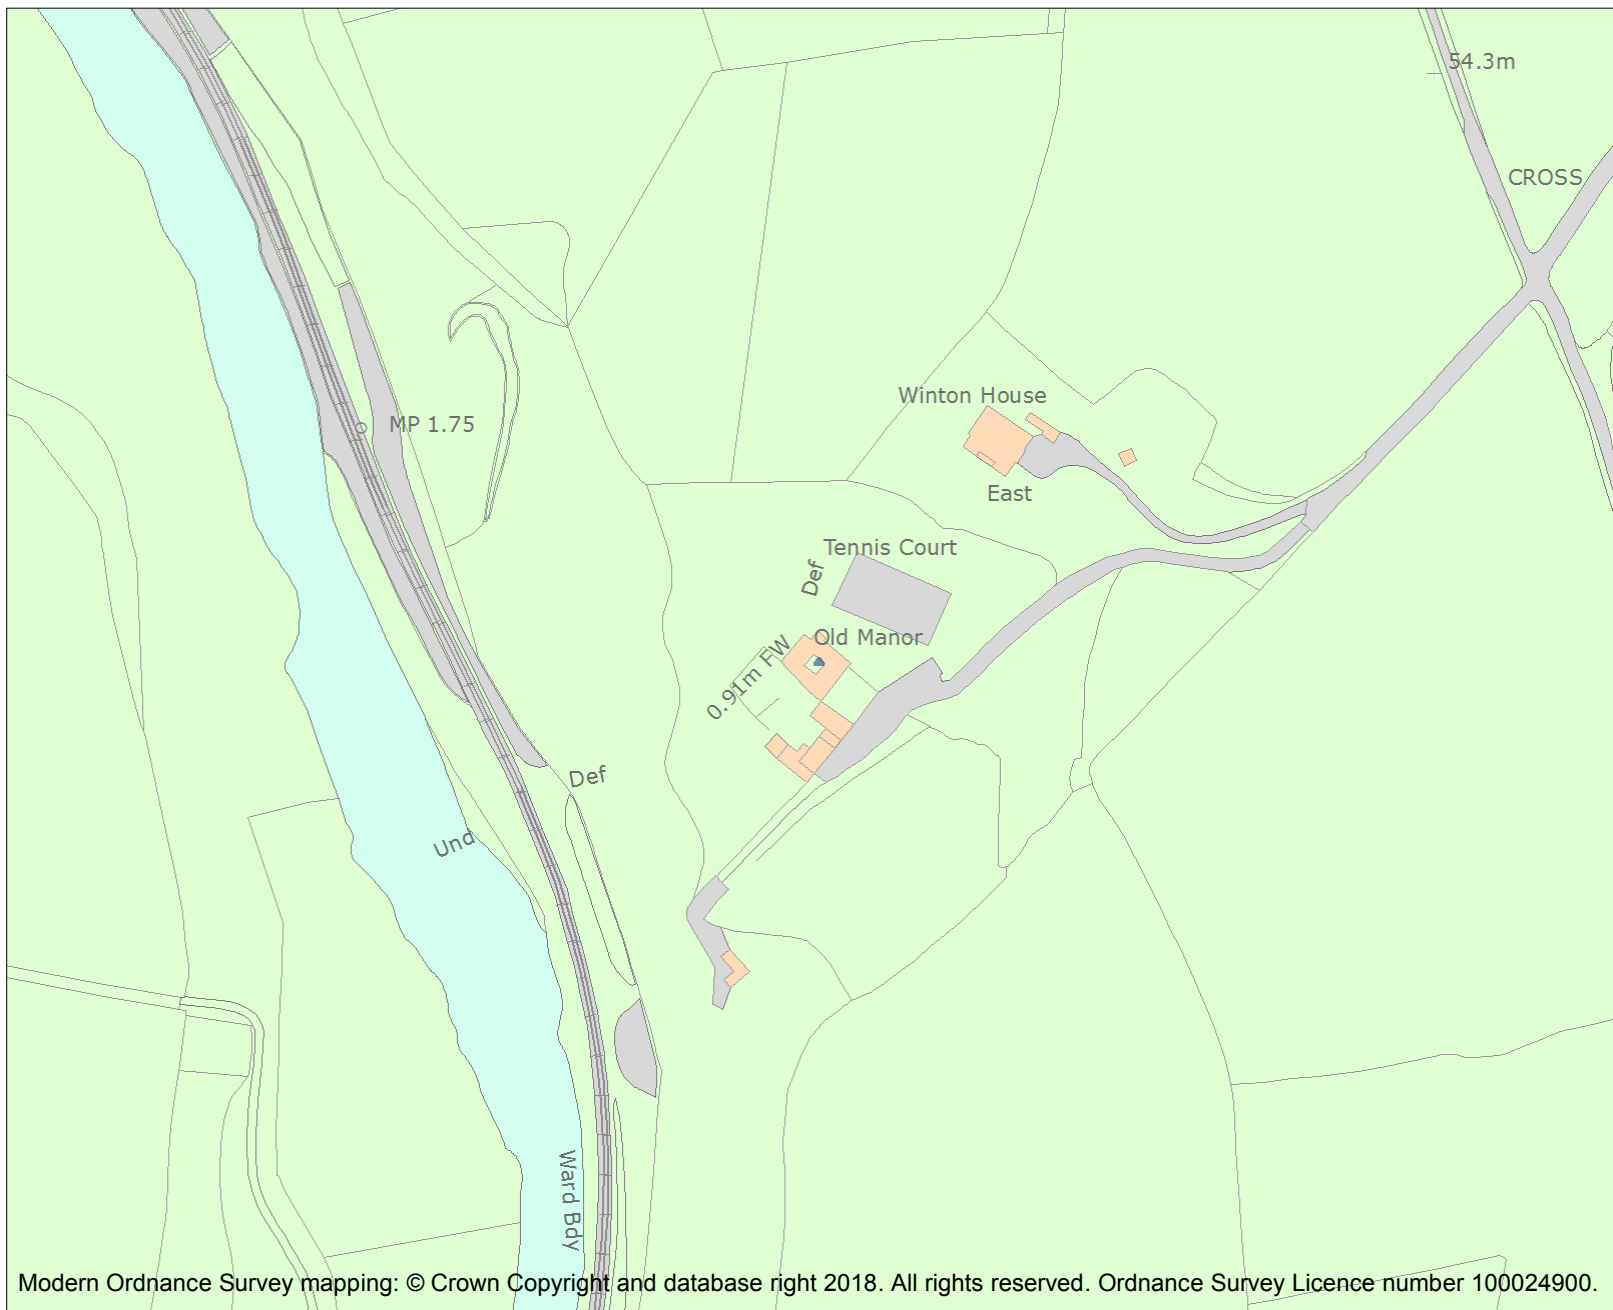 54.3m
CROSS
Winton House
MP 1.75
East
Tennis Court
Def
Old Manor
0.91m FW
Def
Und
Ward Bdy
Modern Ordnance Survey mapping: © Crown Copyright and database right 2018. All rights reserved. Ordnance Survey Licence number 100024900.